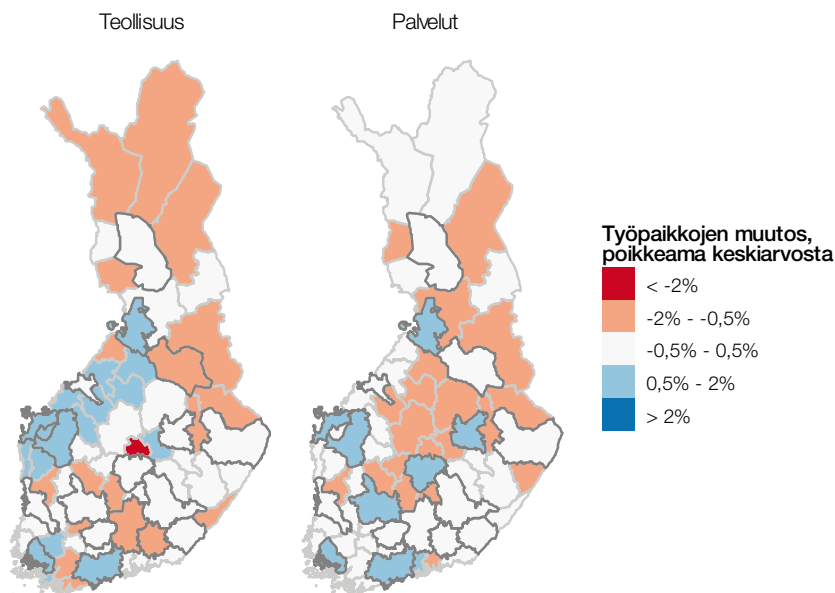 Teollisuus
Palvelut
Työpaikkojen muutos,
poikkeama keskiarvosta
< -2%
-2% - -0,5%
-0,5% - 0,5%
0,5% - 2%
> 2%